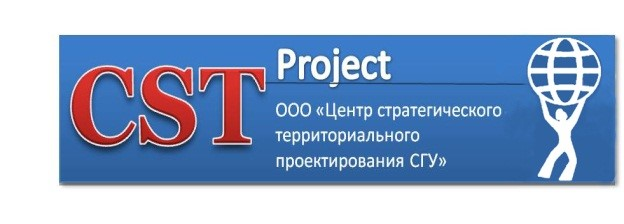 CST Project
ООО «Центр стратегического
территориального
проектирования СГУ»